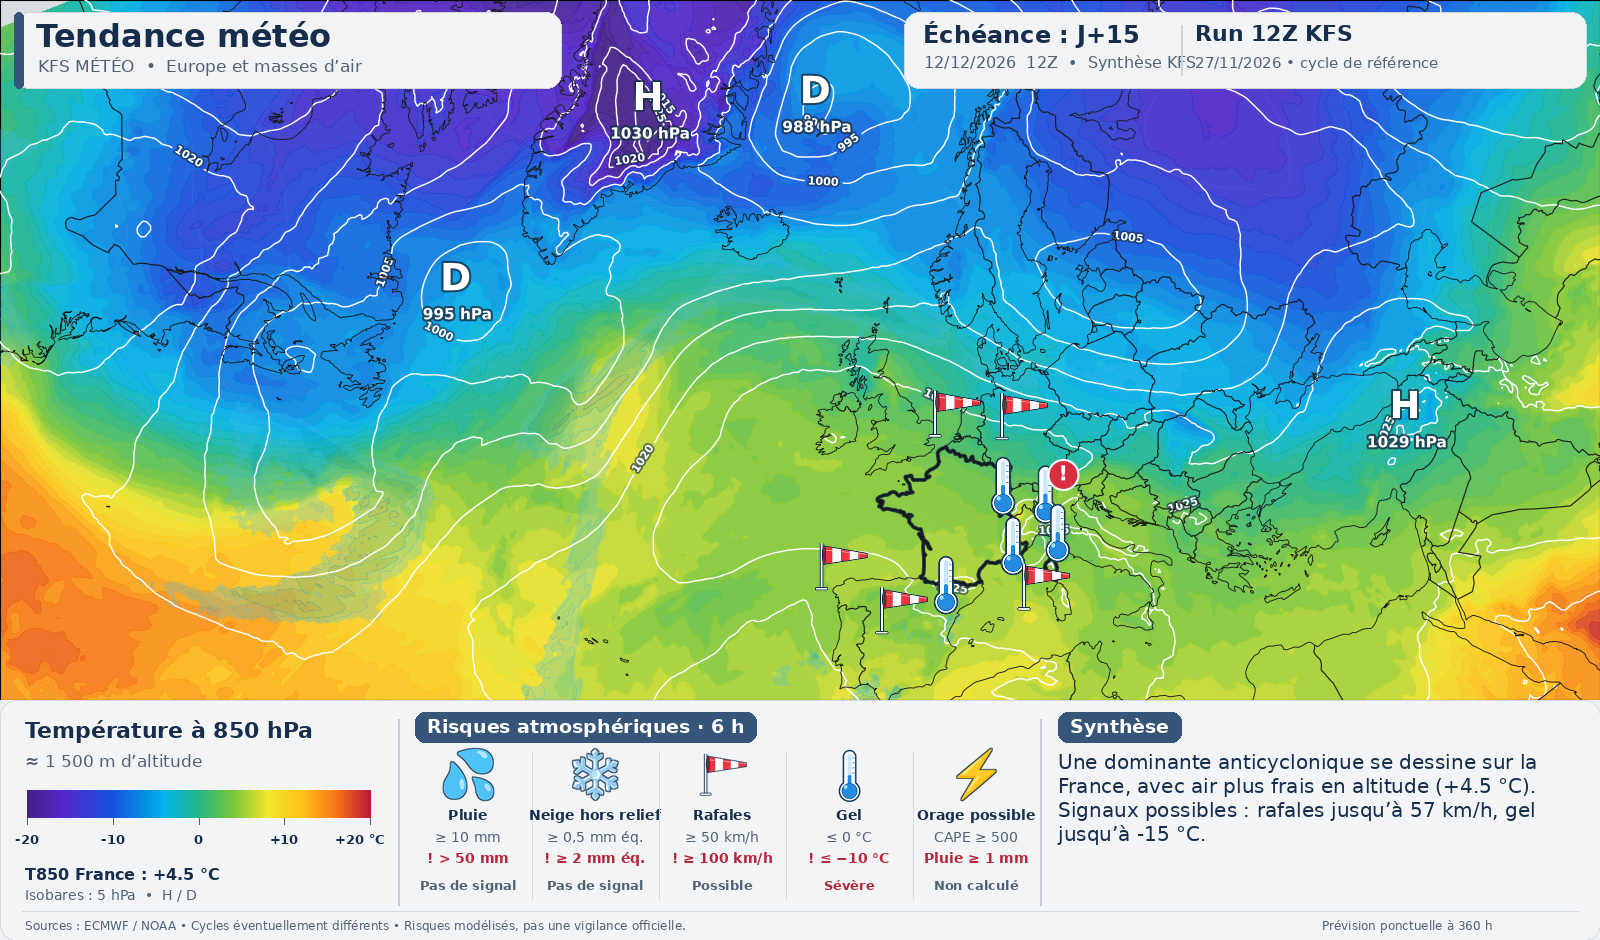 Tendance météo
KFS MÉTÉO • Europe et masses d’air
Échéance : J+15
12/12/2026 12Z • Synthèse KFS
Run 12Z KFS
27/11/2026 • cycle de référence
H
1030 hPa
1020
D
988 hPa
995
1000
1020
1005
D
995 hPa
1000
1005
1020
H
1029 hPa
1025
1025
!
Température à 850 hPa
≈ 1 500 m d’altitude
-20 -10 0 +10 +20 °C
T850 France : +4.5 °C
Isobares : 5 hPa • H / D
Risques atmosphériques · 6 h
Pluie
≥ 10 mm
! > 50 mm
Pas de signal
Neige hors relief
≥ 0,5 mm éq.
! ≥ 2 mm éq.
Pas de signal
Rafales
≥ 50 km/h
! ≥ 100 km/h
Possible
Gel
≤ 0 °C
! ≤ −10 °C
Sévère
Orage possible
CAPE ≥ 500
Pluie ≥ 1 mm
Non calculé
Synthèse
Une dominante anticyclonique se dessine sur la
France, avec air plus frais en altitude (+4.5 °C).
Signaux possibles : rafales jusqu’à 57 km/h, gel
jusqu’à -15 °C.
Sources : ECMWF / NOAA • Cycles éventuellement différents • Risques modélisés, pas une vigilance officielle.
Prévision ponctuelle à 360 h